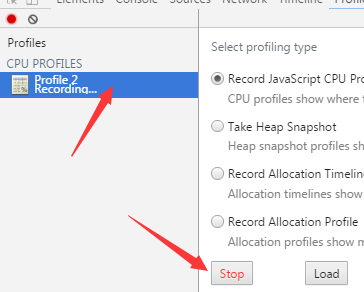 Elements Console Sources Network Timeline
Profiles
CPU PROFILES
Profile 2
Recording...
Select profiling type
Record JavaScript CPU Pro
CPU profiles show where t
Take Heap Snapshot
Heap snapshot profiles sh
Record Allocation Timeline
Allocation timelines show
Record Allocation Profile
Allocation profiles show m
Stop
Load